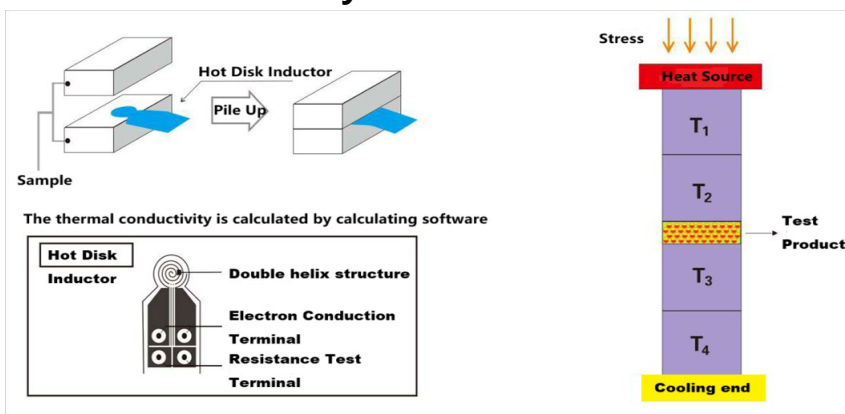 Hot Disk Inductor
Pile Up
Sample
The thermal conductivity is calculated by calculating software
Hot Disk
Inductor
Double helix structure
Electron Conduction
Terminal
Resistance Test
Terminal
Stress
Heat Source
T₁
T₂
Test
Product
T₃
T₄
Cooling end